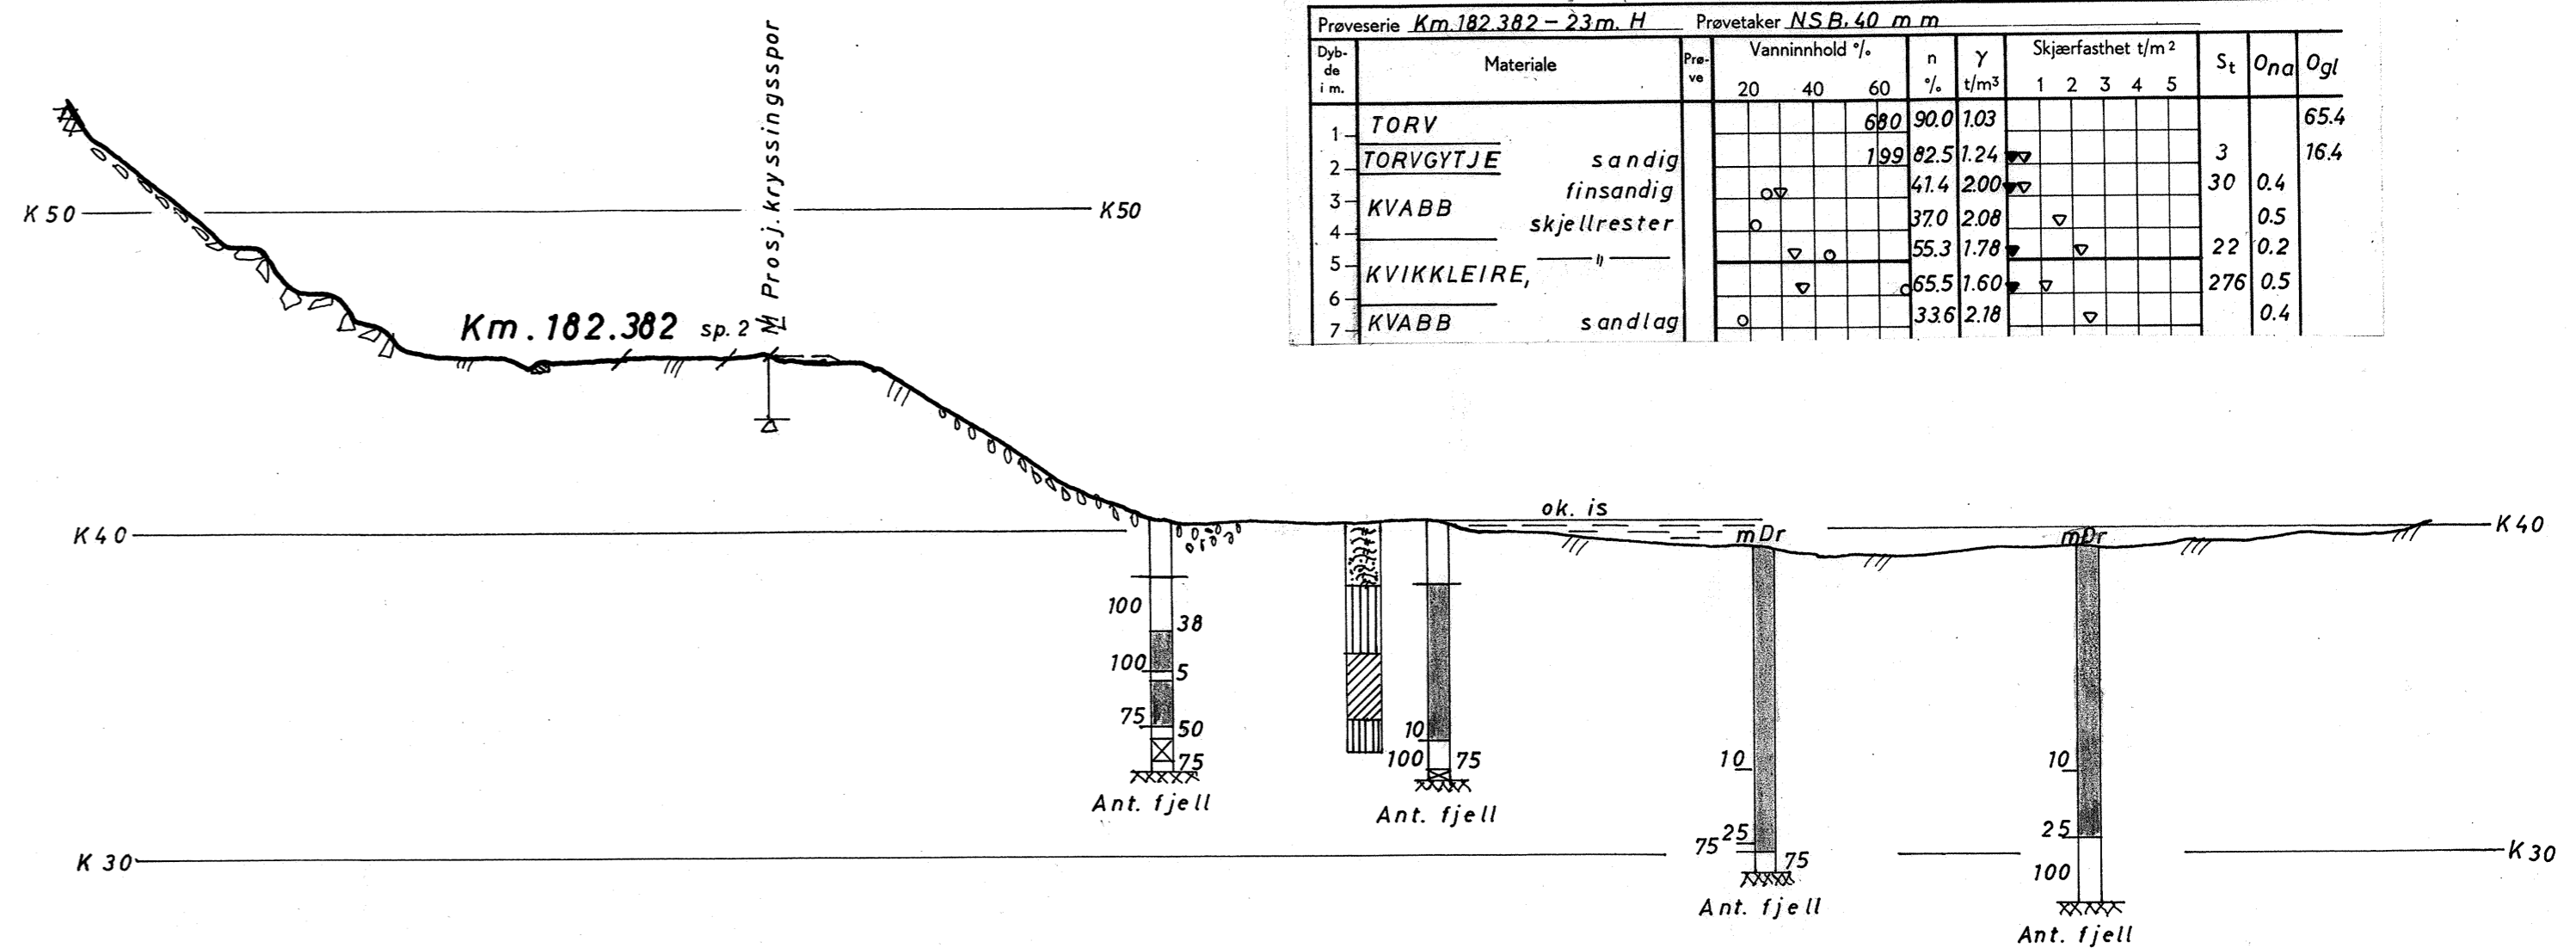 Prøveserie Km.182.382 - 23m. H Prøvetaker NSB. 40 mm
Dyb-
de
i m.
Materiale
Prø-
ve
Vanninnhold %
20 40 60
n
%
γ
t/m³
Skjærfasthet t/m²
1 2 3 4 5
St
Ona
Ogl
1 TORV 680 90.0 1.03 65.4
2 TORVGYTJE sandig 199 82.5 1.24 3 16.4
finsandig 41.4 2.00 30 0.4
3 KVABB
skjellrester 37.0 2.08 0.5
4
— " — 55.3 1.78 22 0.2
5 KVIKKLEIRE,
65.5 1.60 276 0.5
6
KVABB sandlag 33.6 2.18 0.4
7
Prosj. kryssingsspor
K 50
K50
Km. 182.382 sp. 2
ok. is
K 40
K 40
mDr
mDr
100
38
100
5
75
50
75
Ant. fjell
10
100
75
Ant. fjell
10
25
75
75
Ant. fjell
10
25
100
Ant. fjell
K 30
K 30